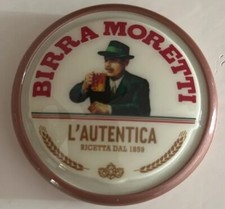 BIRRA MORETTI
L'AUTENTICA
RICETTA DAL 1859